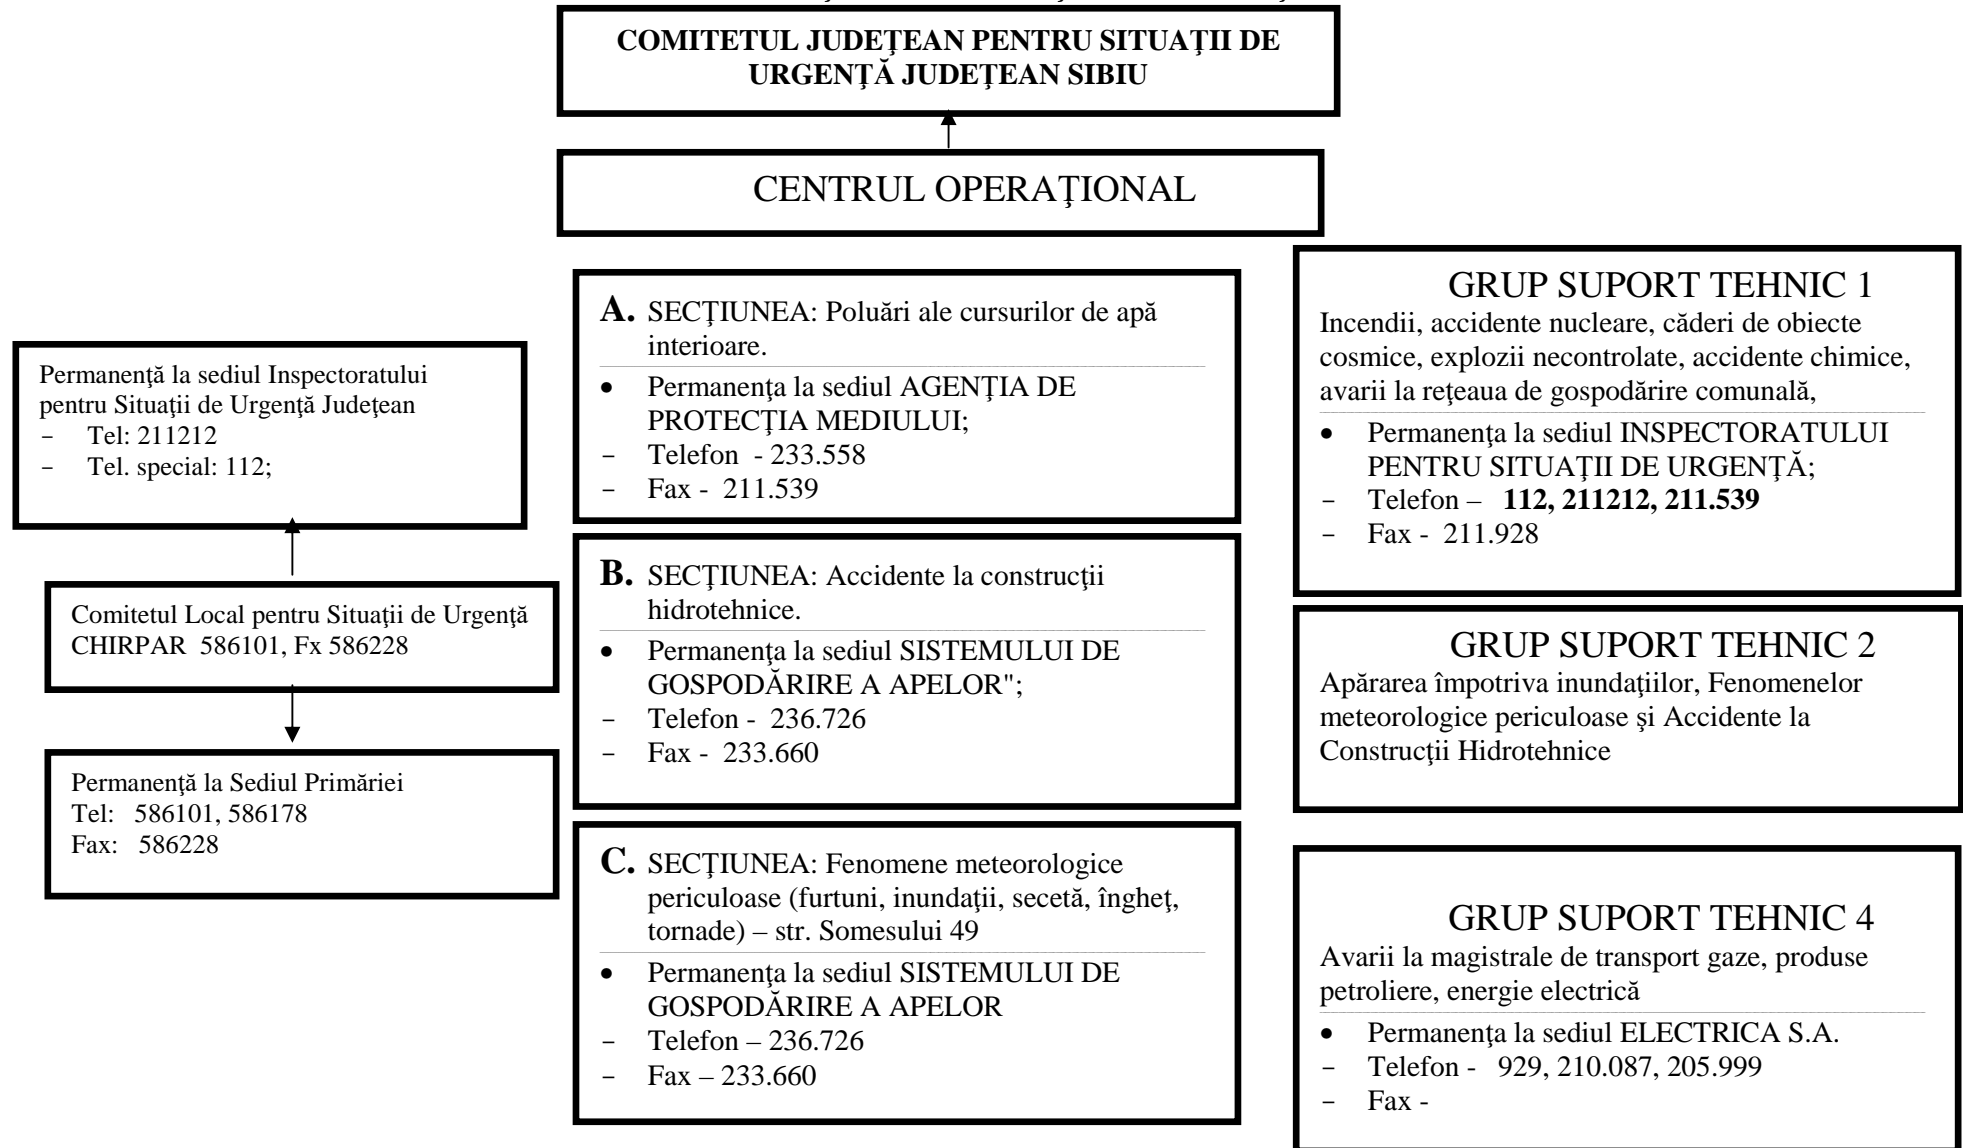 COMITETUL JUDEŢEAN PENTRU SITUAŢII DE
URGENŢĂ JUDEŢEAN SIBIU
CENTRUL OPERAŢIONAL
Permanenţă la sediul Inspectoratului
pentru Situaţii de Urgenţă Judeţean
- Tel: 211212
- Tel. special: 112;
Comitetul Local pentru Situaţii de Urgenţă
CHIRPAR 586101, Fx 586228
Permanenţă la Sediul Primăriei
Tel: 586101, 586178
Fax: 586228
A. SECŢIUNEA: Poluări ale cursurilor de apă
interioare.
• Permanenţa la sediul AGENŢIA DE
PROTECŢIA MEDIULUI;
- Telefon - 233.558
- Fax - 211.539
B. SECŢIUNEA: Accidente la construcţii
hidrotehnice.
• Permanenţa la sediul SISTEMULUI DE
GOSPODĂRIRE A APELOR";
- Telefon - 236.726
- Fax - 233.660
C. SECŢIUNEA: Fenomene meteorologice
periculoase (furtuni, inundaţii, secetă, îngheţ,
tornade) – str. Somesului 49
• Permanenţa la sediul SISTEMULUI DE
GOSPODĂRIRE A APELOR
- Telefon – 236.726
- Fax – 233.660
GRUP SUPORT TEHNIC 1
Incendii, accidente nucleare, căderi de obiecte
cosmice, explozii necontrolate, accidente chimice,
avarii la reţeaua de gospodărire comunală,
• Permanenţa la sediul INSPECTORATULUI
PENTRU SITUAŢII DE URGENŢĂ;
- Telefon – 112, 211212, 211.539
- Fax - 211.928
GRUP SUPORT TEHNIC 2
Apărarea împotriva inundaţiilor, Fenomenelor
meteorologice periculoase şi Accidente la
Construcţii Hidrotehnice
GRUP SUPORT TEHNIC 4
Avarii la magistrale de transport gaze, produse
petroliere, energie electrică
• Permanenţa la sediul ELECTRICA S.A.
- Telefon - 929, 210.087, 205.999
- Fax -